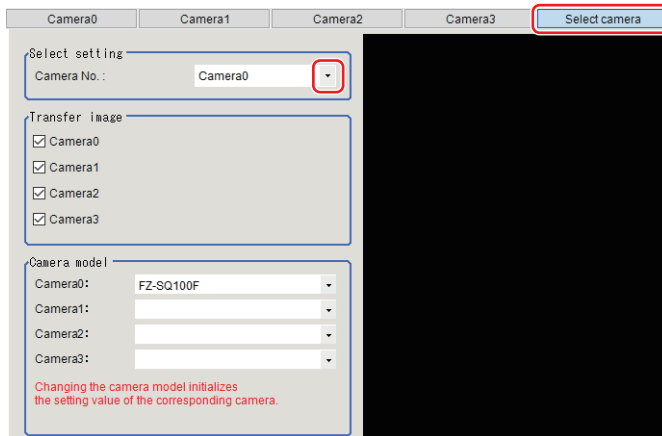 Camera0 Camera1 Camera2 Camera3 Select camera
Select setting
Camera No. : Camera0
Transfer image
Camera0
Camera1
Camera2
Camera3
Camera model
Camera0: FZ-SQ100F
Camera1:
Camera2:
Camera3:
Changing the camera model initializes
the setting value of the corresponding camera.